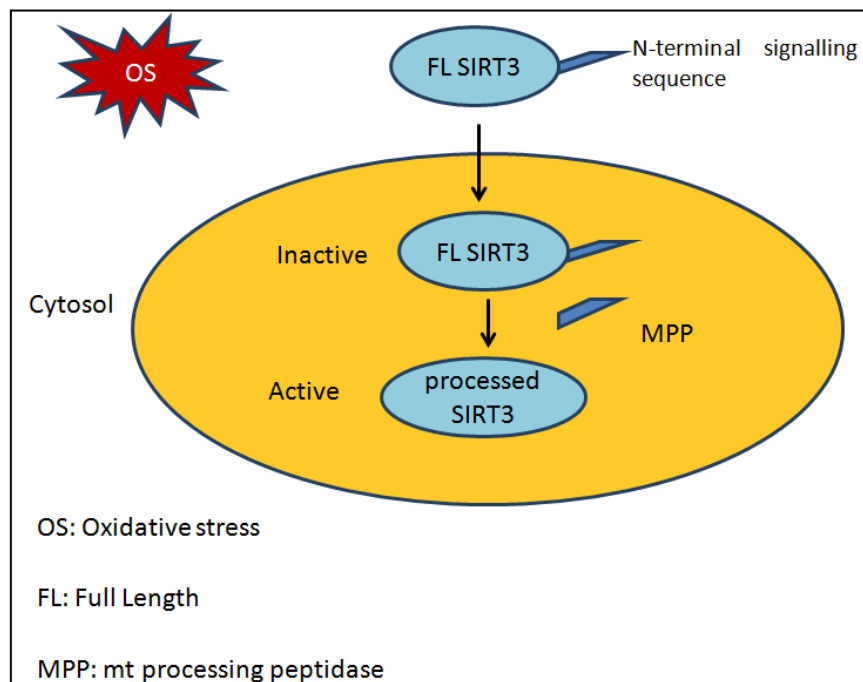 OS
FL SIRT3
N-terminal signalling
sequence
Inactive
FL SIRT3
Cytosol
MPP
Active
processed
SIRT3
OS: Oxidative stress
FL: Full Length
MPP: mt processing peptidase